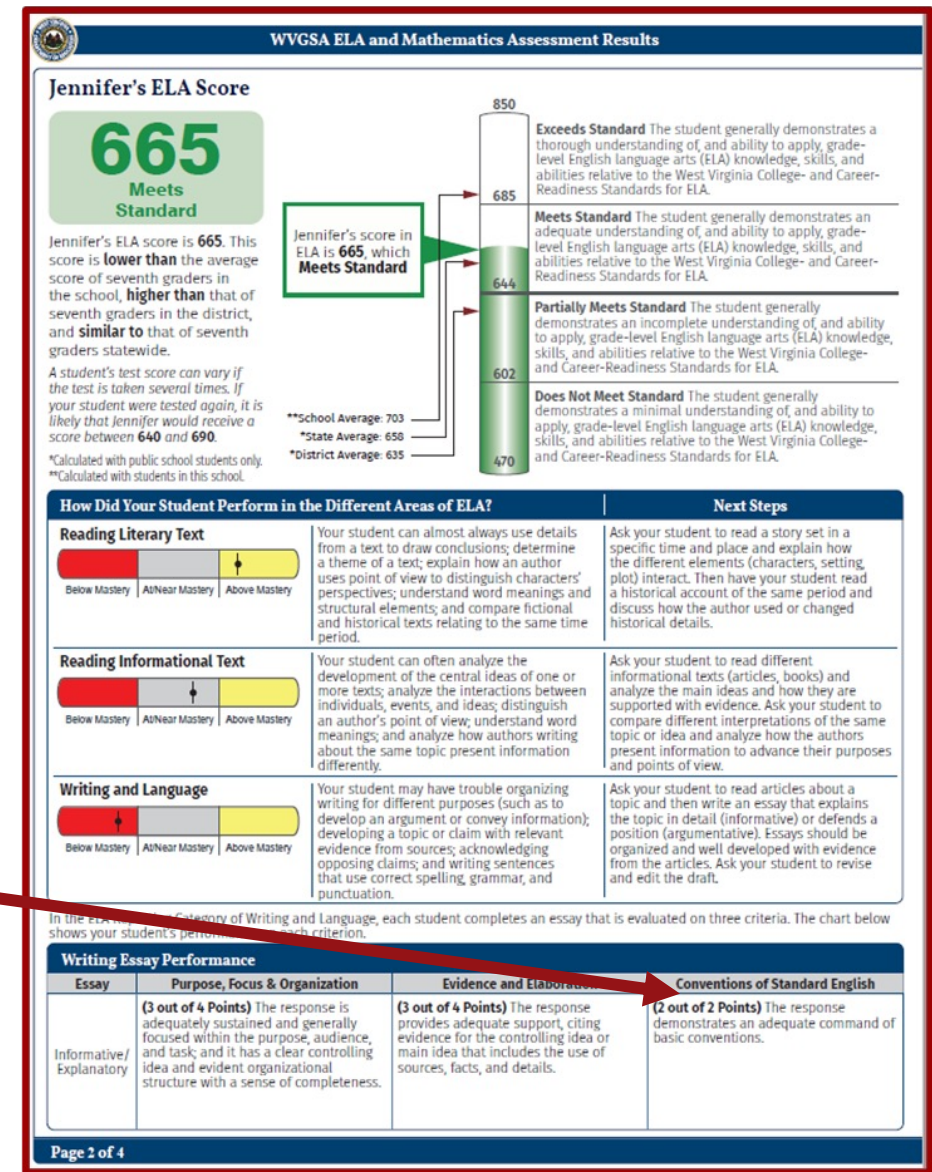 WVGSA ELA and Mathematics Assessment Results
Jennifer's ELA Score
665
Meets
Standard
Jennifer's ELA score is 665. This
score is lower than the average
score of seventh graders in
the school, higher than that of
seventh graders in the district,
and similar to that of seventh
graders statewide.
A student's test score can vary if
the test is taken several times. If
your student were tested again, it is
likely that Jennifer would receive a
score between 640 and 690.
*Calculated with public school students only.
**Calculated with students in this school.
Jennifer's score in
ELA is 665, which
Meets Standard
**School Average: 703
*State Average: 658
*District Average: 635
850
685
644
602
470
Exceeds Standard The student generally demonstrates a
thorough understanding of, and ability to apply, grade-
level English language arts (ELA) knowledge, skills, and
abilities relative to the West Virginia College- and Career-
Readiness Standards for ELA.
Meets Standard The student generally demonstrates an
adequate understanding of, and ability to apply, grade-
level English language arts (ELA) knowledge, skills, and
abilities relative to the West Virginia College- and Career-
Readiness Standards for ELA.
Partially Meets Standard The student generally
demonstrates an incomplete understanding of, and ability
to apply, grade-level English language arts (ELA) knowledge,
skills, and abilities relative to the West Virginia College-
and Career-Readiness Standards for ELA.
Does Not Meet Standard The student generally
demonstrates a minimal understanding of, and ability to
apply, grade-level English language arts (ELA) knowledge,
skills, and abilities relative to the West Virginia College-
and Career-Readiness Standards for ELA.
How Did Your Student Perform in the Different Areas of ELA?
Next Steps
Reading Literary Text
Below Mastery At/Near Mastery Above Mastery
Your student can almost always use details
from a text to draw conclusions; determine
a theme of a text; explain how an author
uses point of view to distinguish characters'
perspectives; understand word meanings and
structural elements; and compare fictional
and historical texts relating to the same time
period.
Ask your student to read a story set in a
specific time and place and explain how
the different elements (characters, setting,
plot) interact. Then have your student read
a historical account of the same period and
discuss how the author used or changed
historical details.
Reading Informational Text
Below Mastery At/Near Mastery Above Mastery
Your student can often analyze the
development of the central ideas of one or
more texts; analyze the interactions between
individuals, events, and ideas; distinguish
an author's point of view; understand word
meanings; and analyze how authors writing
about the same topic present information
differently.
Ask your student to read different
informational texts (articles, books) and
analyze the main ideas and how they are
supported with evidence. Ask your student to
compare different interpretations of the same
topic or idea and analyze how the authors
present information to advance their purposes
and points of view.
Writing and Language
Below Mastery At/Near Mastery Above Mastery
Your student may have trouble organizing
writing for different purposes (such as to
develop an argument or convey information);
developing a topic or claim with relevant
evidence from sources; acknowledging
opposing claims; and writing sentences
that use correct spelling, grammar, and
punctuation.
Ask your student to read articles about a
topic and then write an essay that explains
the topic in detail (informative) or defends a
position (argumentative). Essays should be
organized and well developed with evidence
from the articles. Ask your student to revise
and edit the draft.
In the ELA Category of Writing and Language, each student completes an essay that is evaluated on three criteria. The chart below
shows your student's each criterion.
Writing Essay Performance
Essay
Purpose, Focus & Organization
Evidence and Elaboration
Conventions of Standard English
Informative/
Explanatory
(3 out of 4 Points) The response is
adequately sustained and generally
focused within the purpose, audience,
and task; and it has a clear controlling
idea and evident organizational
structure with a sense of completeness.
(3 out of 4 Points) The response
provides adequate support, citing
evidence for the controlling idea or
main idea that includes the use of
sources, facts, and details.
(2 out of 2 Points) The response
demonstrates an adequate command of
basic conventions.
Page 2 of 4